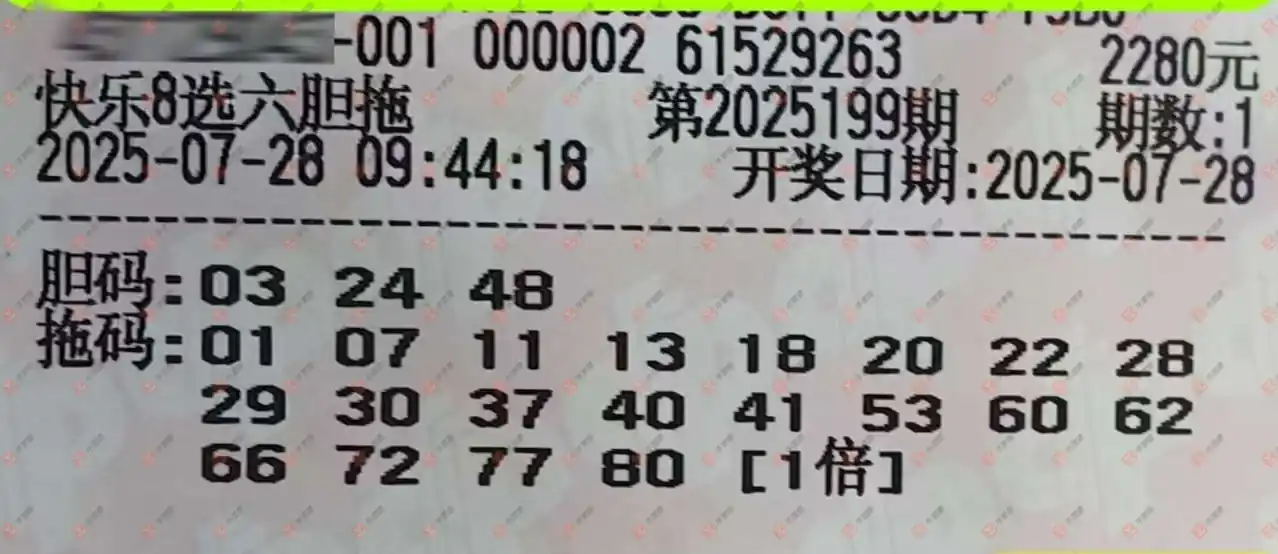 -001 000002 61529263 2280元
快乐8选六胆拖 第2025199期 期数:1
2025-07-28 09:44:18 开奖日期:2025-07-28
胆码:03 24 48
拖码:01 07 11 13 18 20 22 28
29 30 37 40 41 53 60 62
66 72 77 80 [1倍]